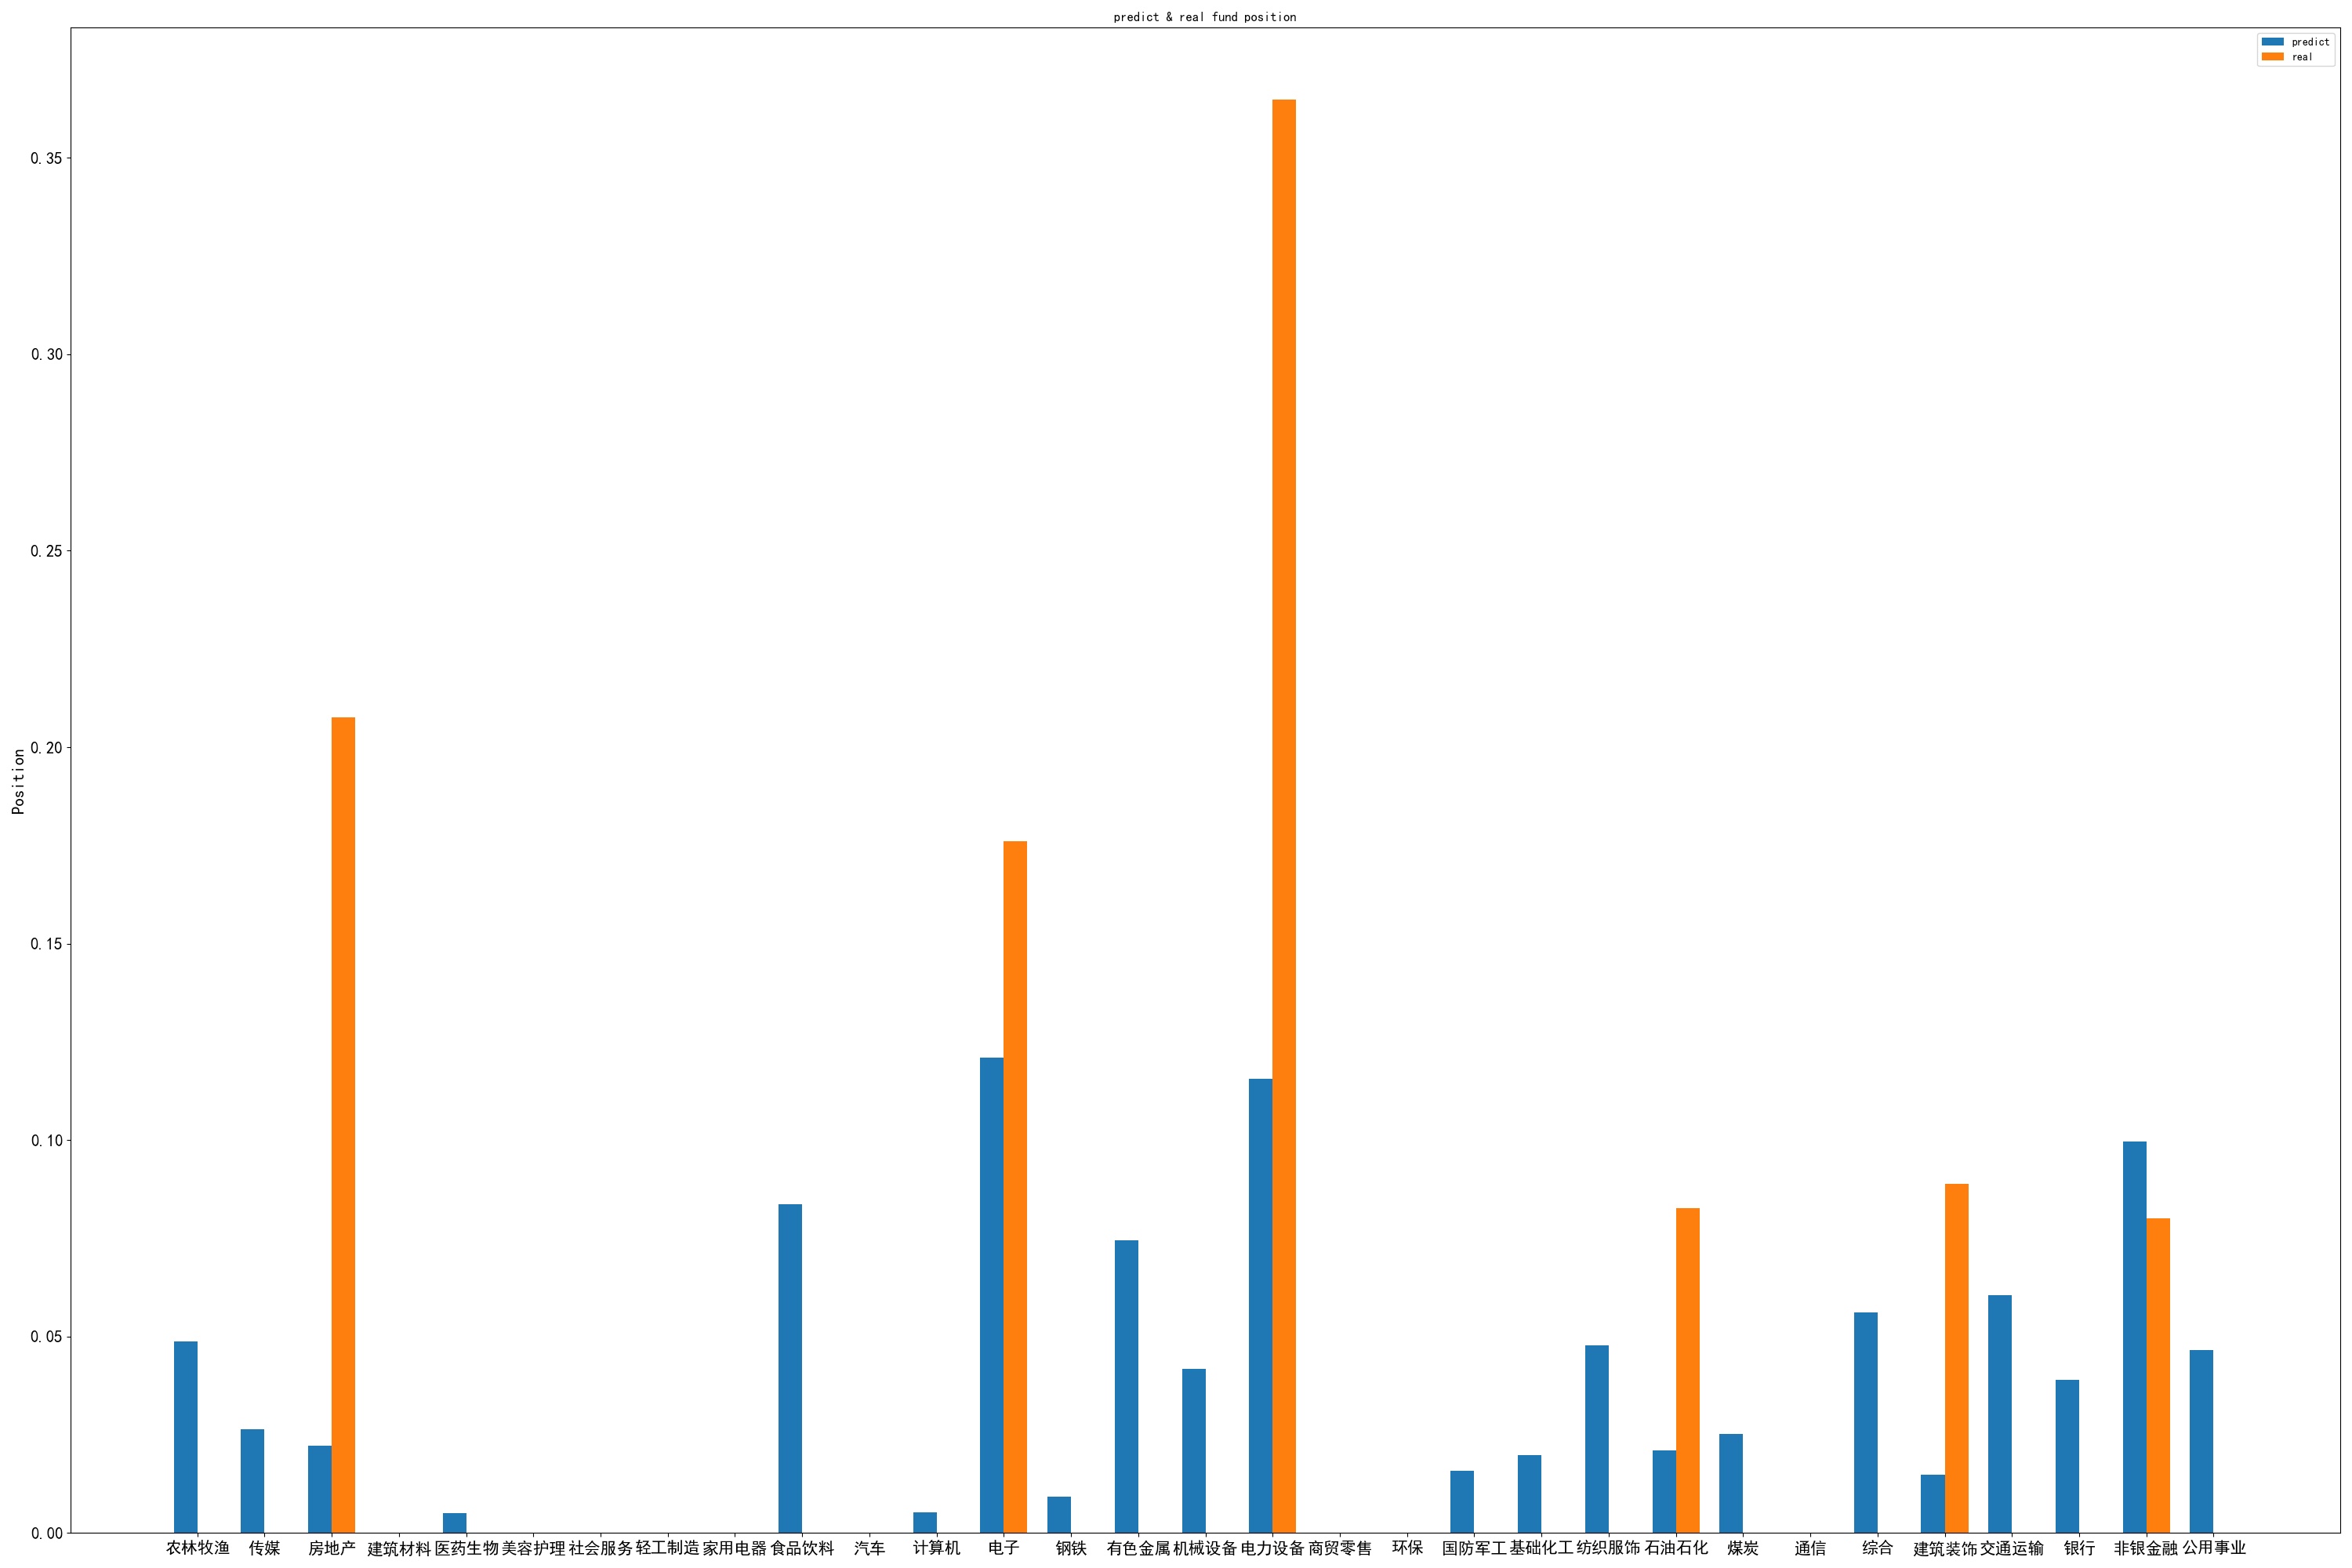 predict & real fund position
predict
real
0.35
0.30
0.25
0.20
0.15
0.10
0.05
0.00
Position
农林牧渔 传媒 房地产 建筑材料 医药生物 美容护理 社会服务 轻工制造 家用电器 食品饮料 汽车 计算机 电子 钢铁 有色金属 机械设备 电力设备 商贸零售 环保 国防军工 基础化工 纺织服饰 石油石化 煤炭 通信 综合 建筑装饰 交通运输 银行 非银金融 公用事业